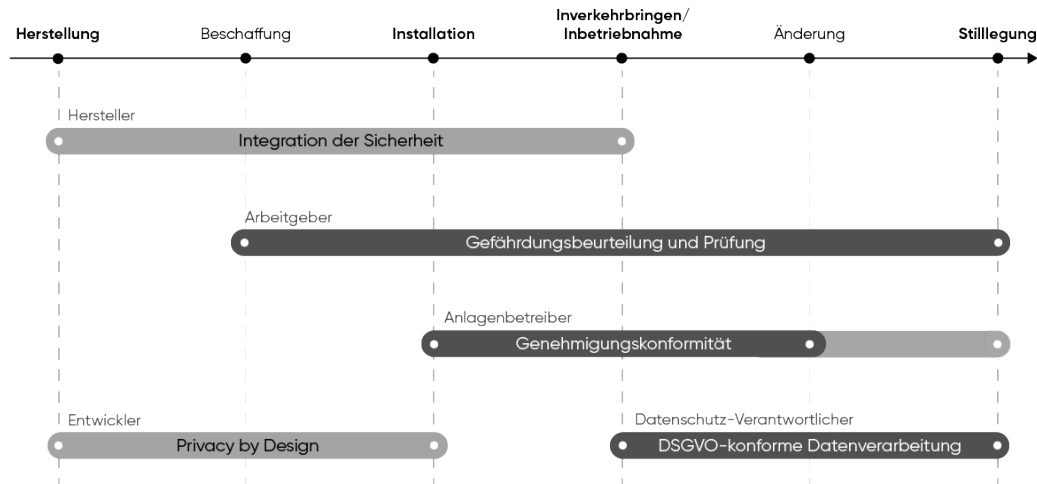 Herstellung
Beschaffung
Installation
Inverkehrbringen/
Inbetriebnahme
Änderung
Stilllegung
Hersteller
Integration der Sicherheit
Arbeitgeber
Gefährdungsbeurteilung und Prüfung
Anlagenbetreiber
Genehmigungskonformität
Entwickler
Privacy by Design
Datenschutz-Verantwortlicher
DSGVO-konforme Datenverarbeitung